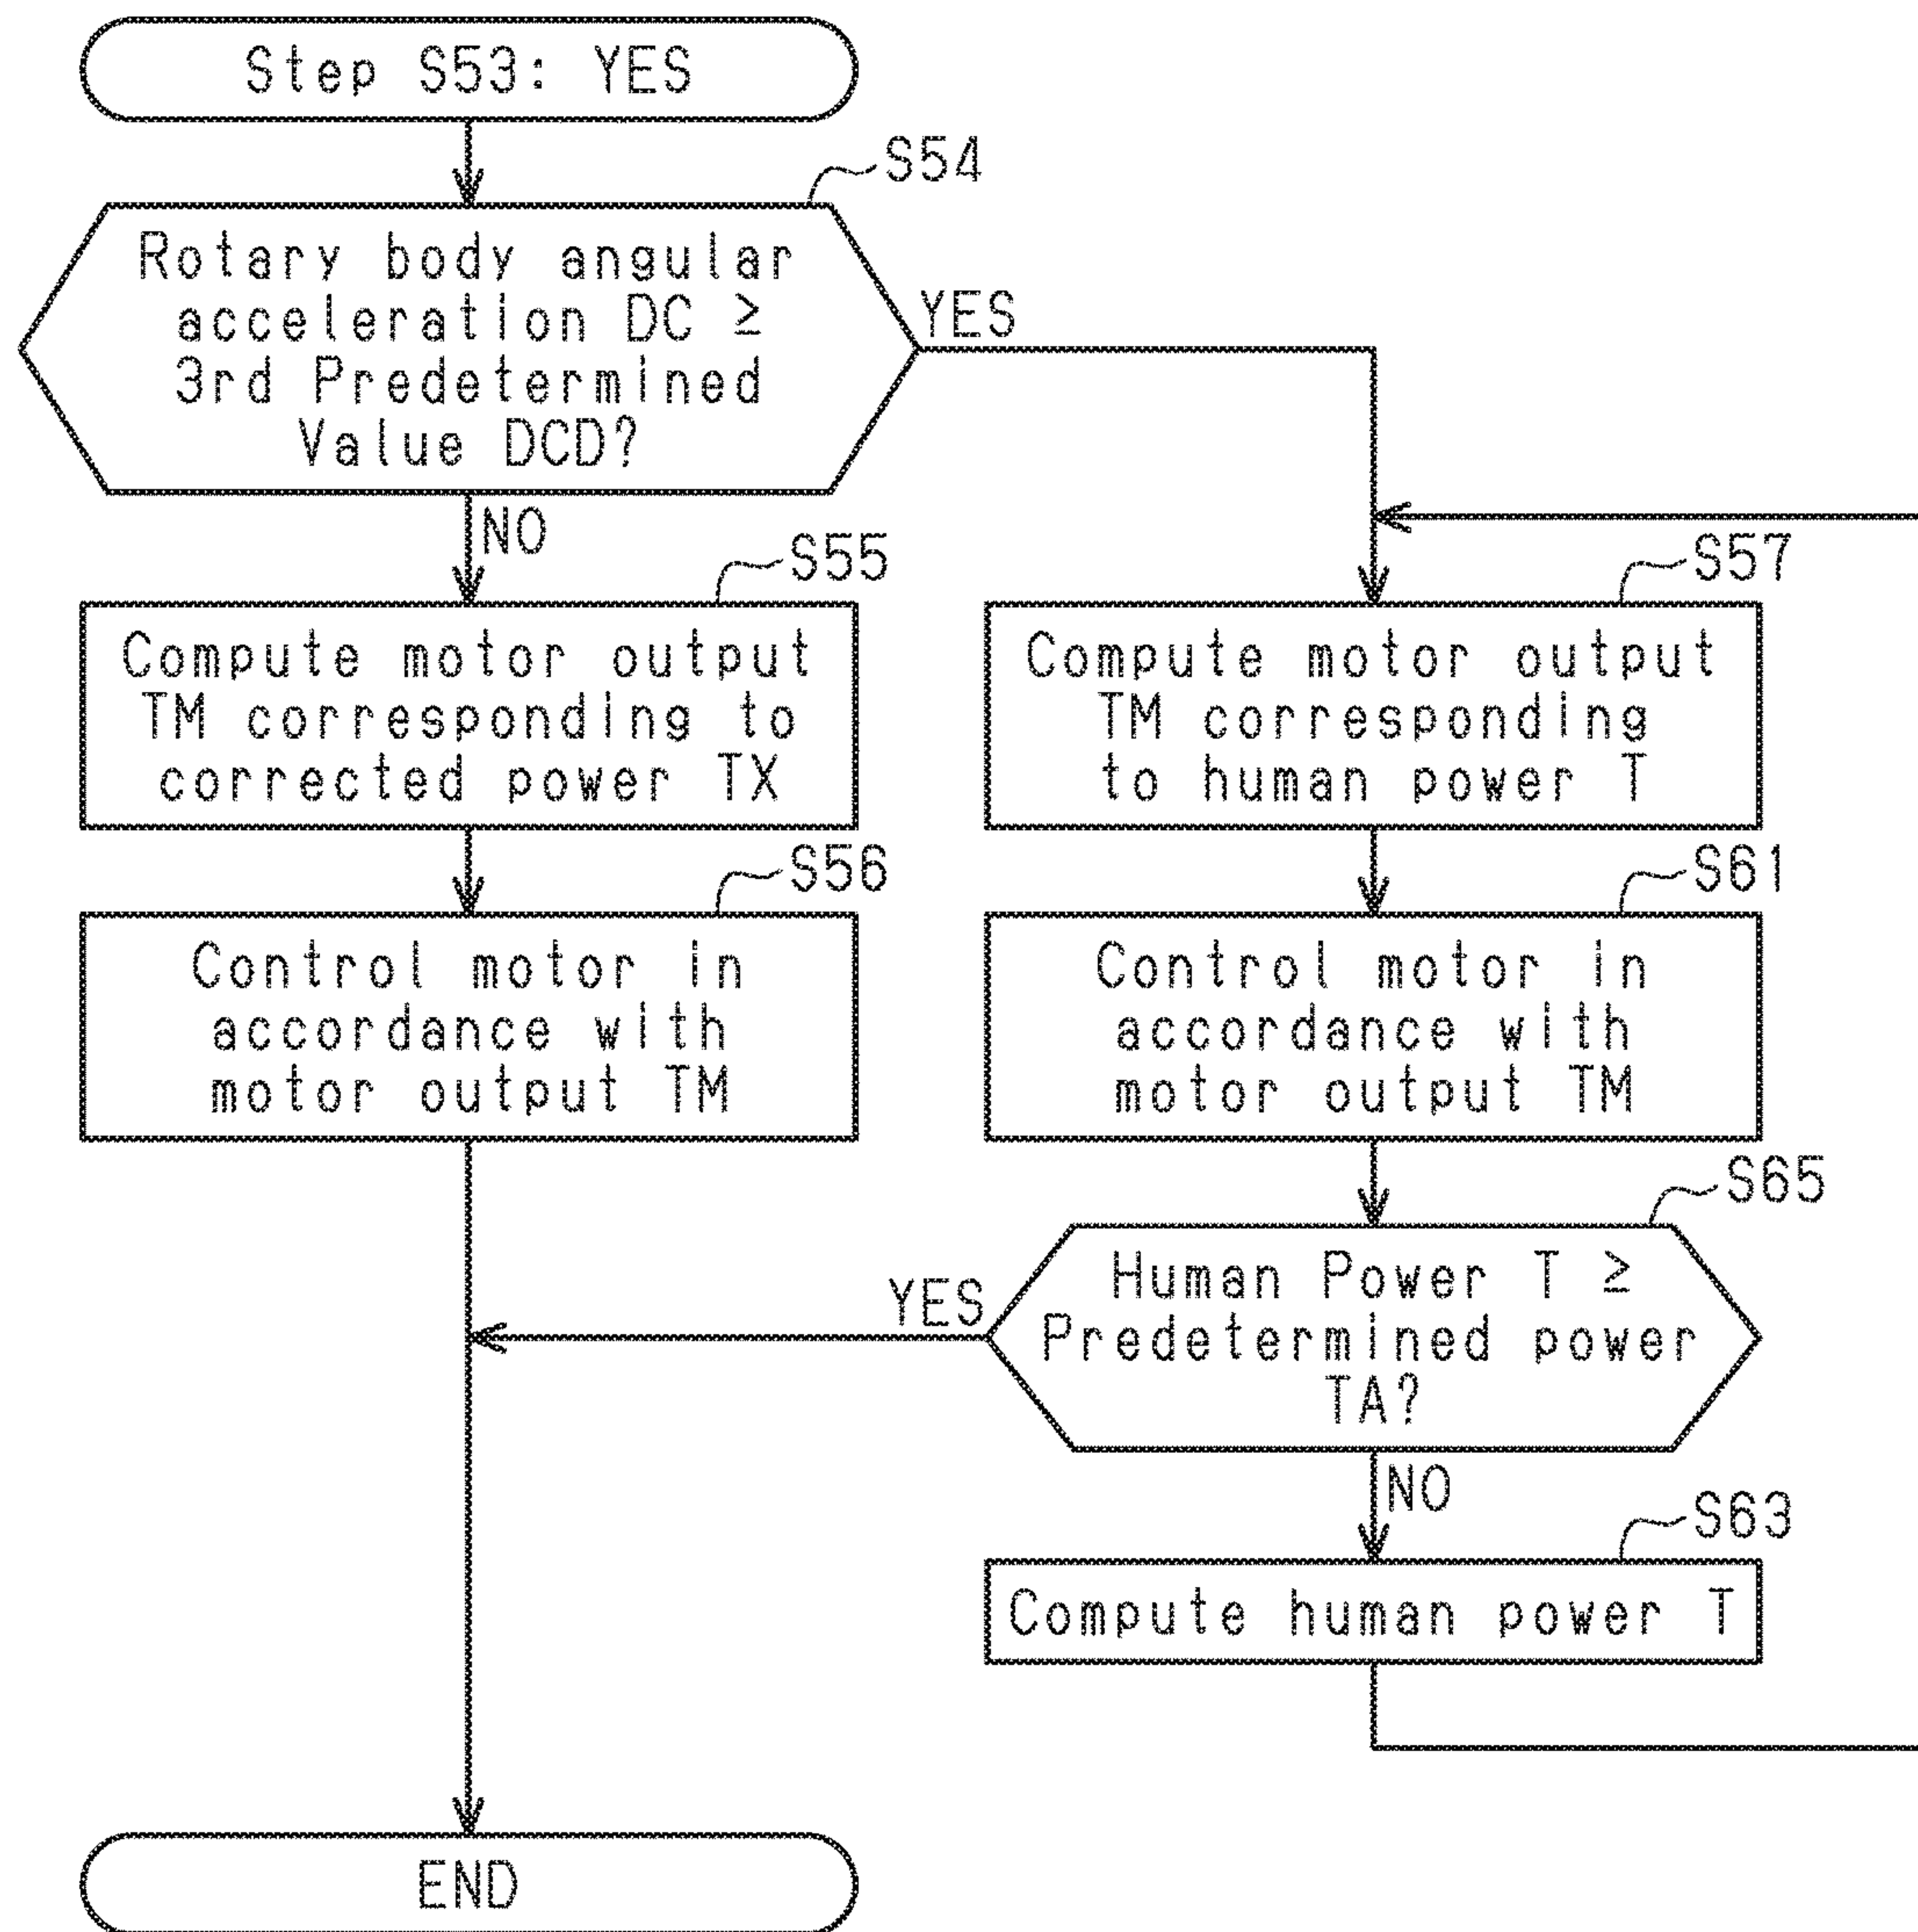 Step S53: YES
S54
Rotary body angular
acceleration DC ≥
3rd Predetermined
Value DCD?
YES
NO
S55
Compute motor output
TM corresponding to
corrected power TX
S56
Control motor in
accordance with
motor output TM
S57
Compute motor output
TM corresponding
to human power T
S61
Control motor in
accordance with
motor output TM
S65
Human Power T ≥
Predetermined power
TA?
YES
NO
S63
Compute human power T
END